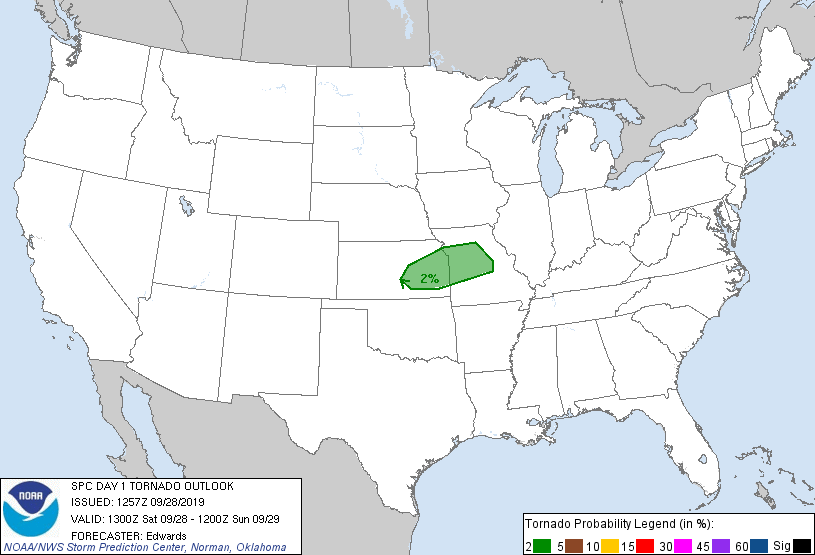 2%
NOAA
SPC DAY 1 TORNADO OUTLOOK
ISSUED: 1257Z 09/28/2019
VALID: 1300Z Sat 09/28 - 1200Z Sun 09/29
FORECASTER: Edwards
NOAA/NWS Storm Prediction Center, Norman, Oklahoma
Tornado Probability Legend (in %):
2 5 10 15 30 45 60 Sig